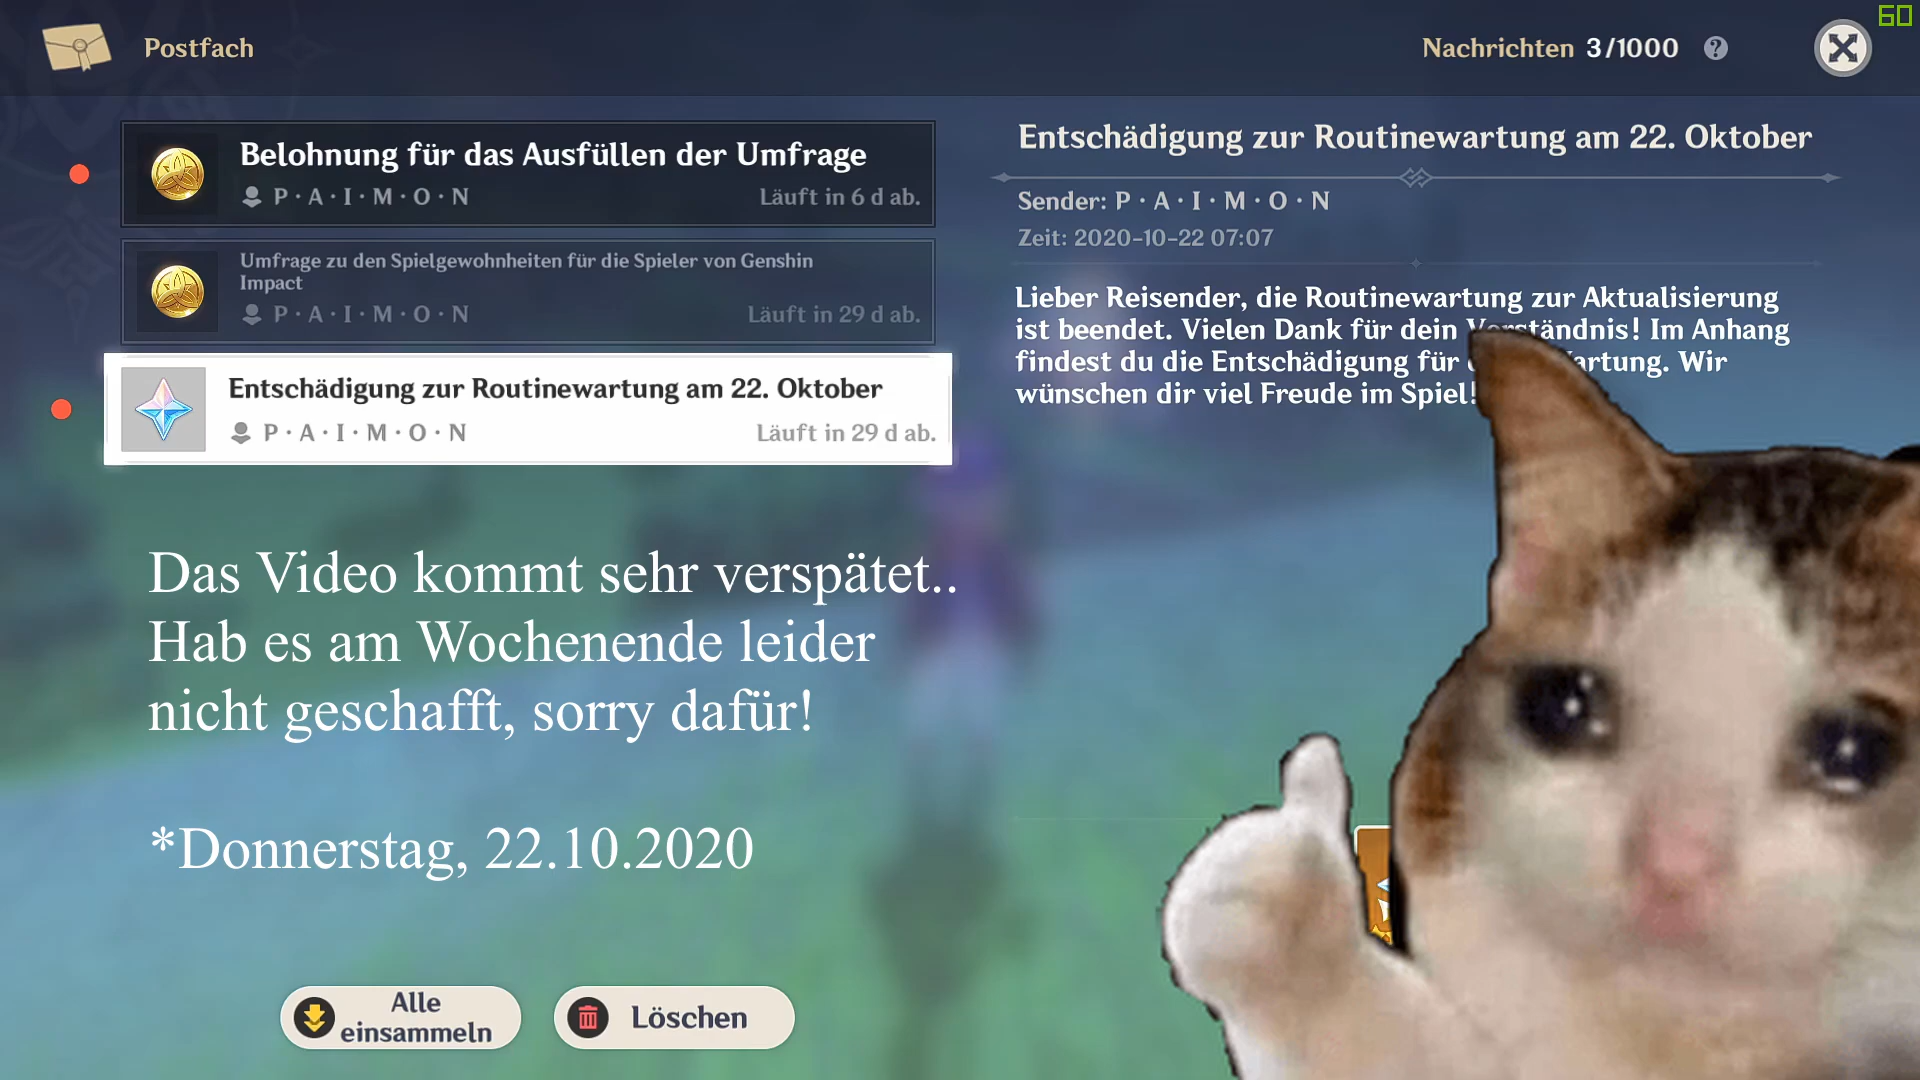 60
Postfach
Nachrichten 3/1000
?
Belohnung für das Ausfüllen der Umfrage
P·A·I·M·O·N
Läuft in 6 d ab.
Umfrage zu den Spielgewohnheiten für die Spieler von Genshin
Impact
P·A·I·M·O·N
Läuft in 29 d ab.
Entschädigung zur Routinewartung am 22. Oktober
P·A·I·M·O·N
Läuft in 29 d ab.
Entschädigung zur Routinewartung am 22. Oktober
Sender: P·A·I·M·O·N
Zeit: 2020-10-22 07:07
Lieber Reisender, die Routinewartung zur Aktualisierung
ist beendet. Vielen Dank für dein Verständnis! Im Anhang
findest du die Entschädigung für Wartung. Wir
wünschen dir viel Freude im Spiel!
Das Video kommt sehr verspätet..
Hab es am Wochenende leider
nicht geschafft, sorry dafür!
*Donnerstag, 22.10.2020
Alle
einsammeln
Löschen